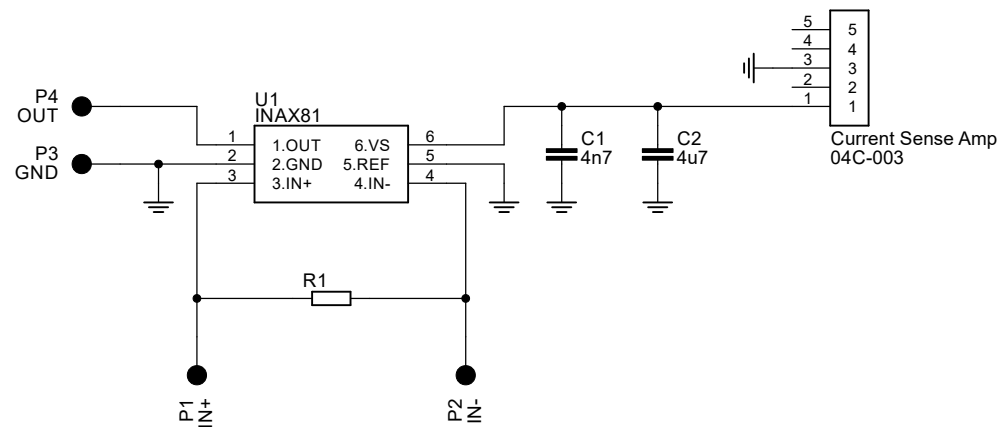 5
4
3
2
1
5
4
3
2
1
Current Sense Amp
04C-003
P4
OUT
P3
GND
U1
INAX81
1
2
3
1.OUT
2.GND
3.IN+
6.VS
5.REF
4.IN-
6
5
4
C1
4n7
C2
4u7
R1
P1
IN+
P2
IN-